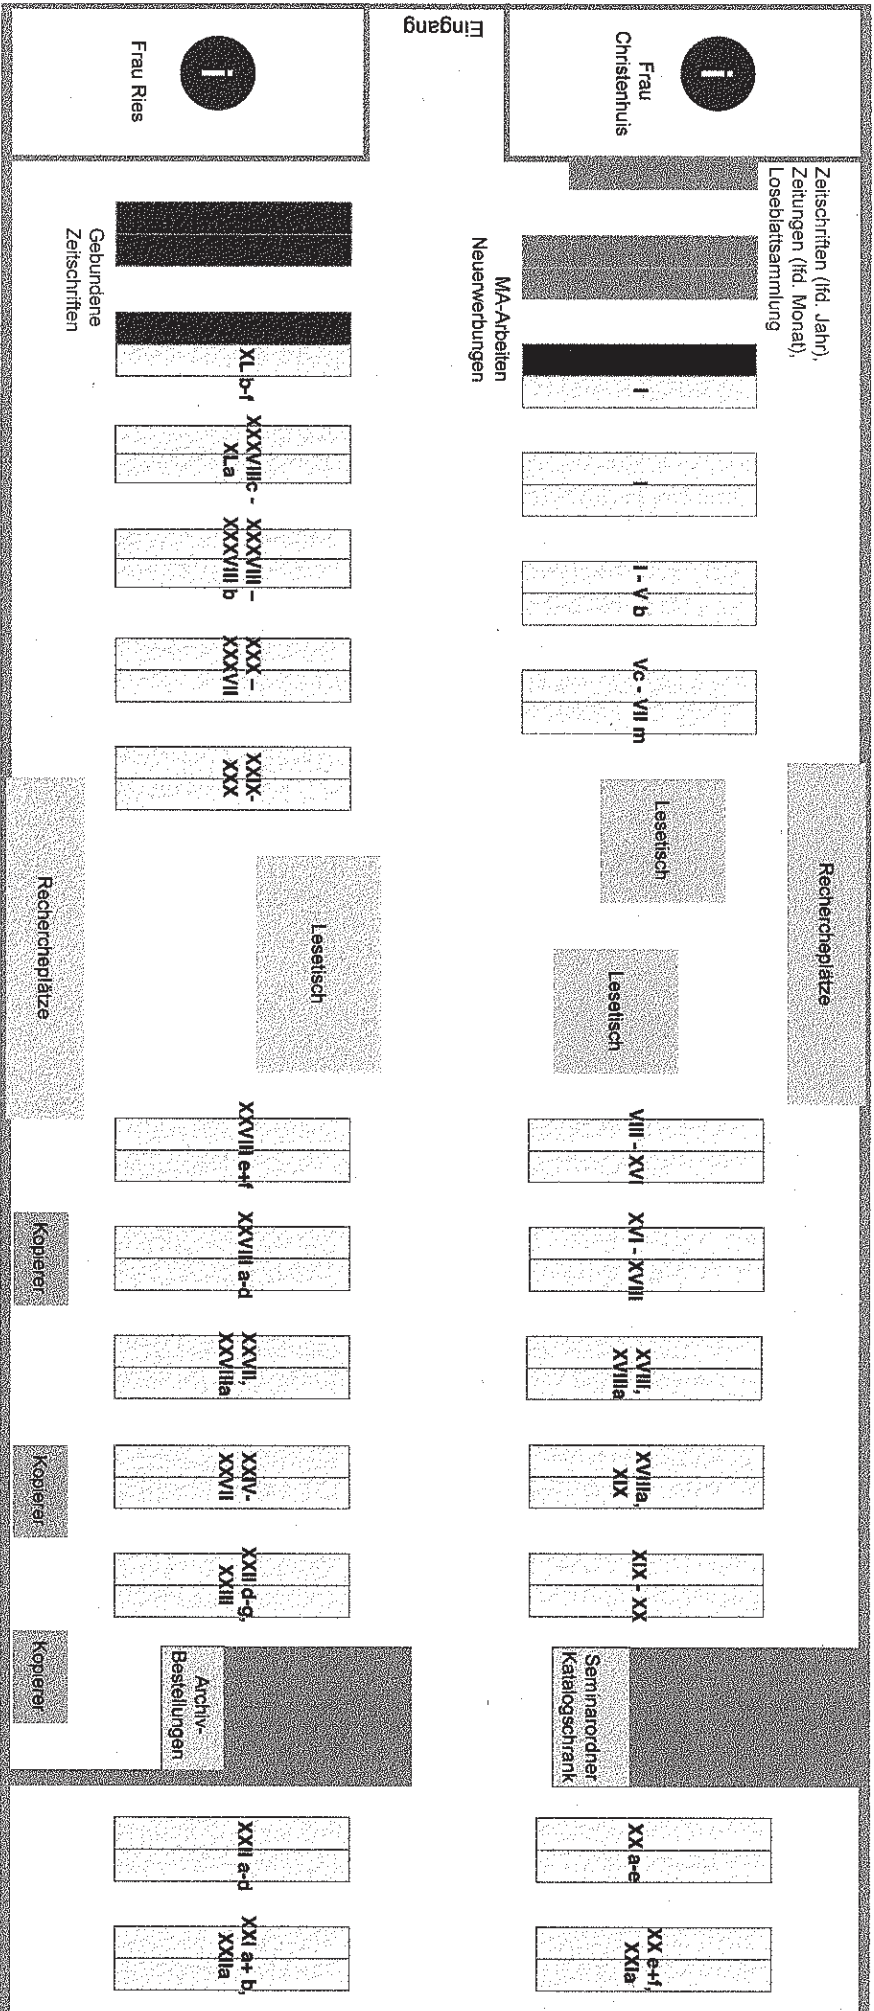 Eingang
i
Frau Ries
i
Frau
Christenhuis
Zeitschriften (lfd. Jahr),
Zeitungen (lfd. Monat),
Loseblattsammlung
MA-Arbeiten
Neuerwerbungen
Gebundene
Zeitschriften
I
I
I - V b
Vc - VII m
XL b-f
XXXVIIIc -
XLa
XXXVIII –
XXXVIII b
XXX –
XXXVII
XXIX-
XXX
Rechercheplätze
Lesetisch
Lesetisch
Lesetisch
Rechercheplätze
VIII - XVI
XVI - XVIII
XVIII,
XVIIIa
XVIIIa,
XIX
XIX - XX
XXVIII e+f
XXVIII a-d
XXVII,
XXVIIIa
XXIV-
XXVII
XXII d-g,
XXIII
Kopierer
Kopierer
Kopierer
Archiv-
Bestellungen
Seminarordner
Katalogschrank
XX a-e
XX e+f,
XXIa
XXII a-d
XXI a+ b,
XXIIa